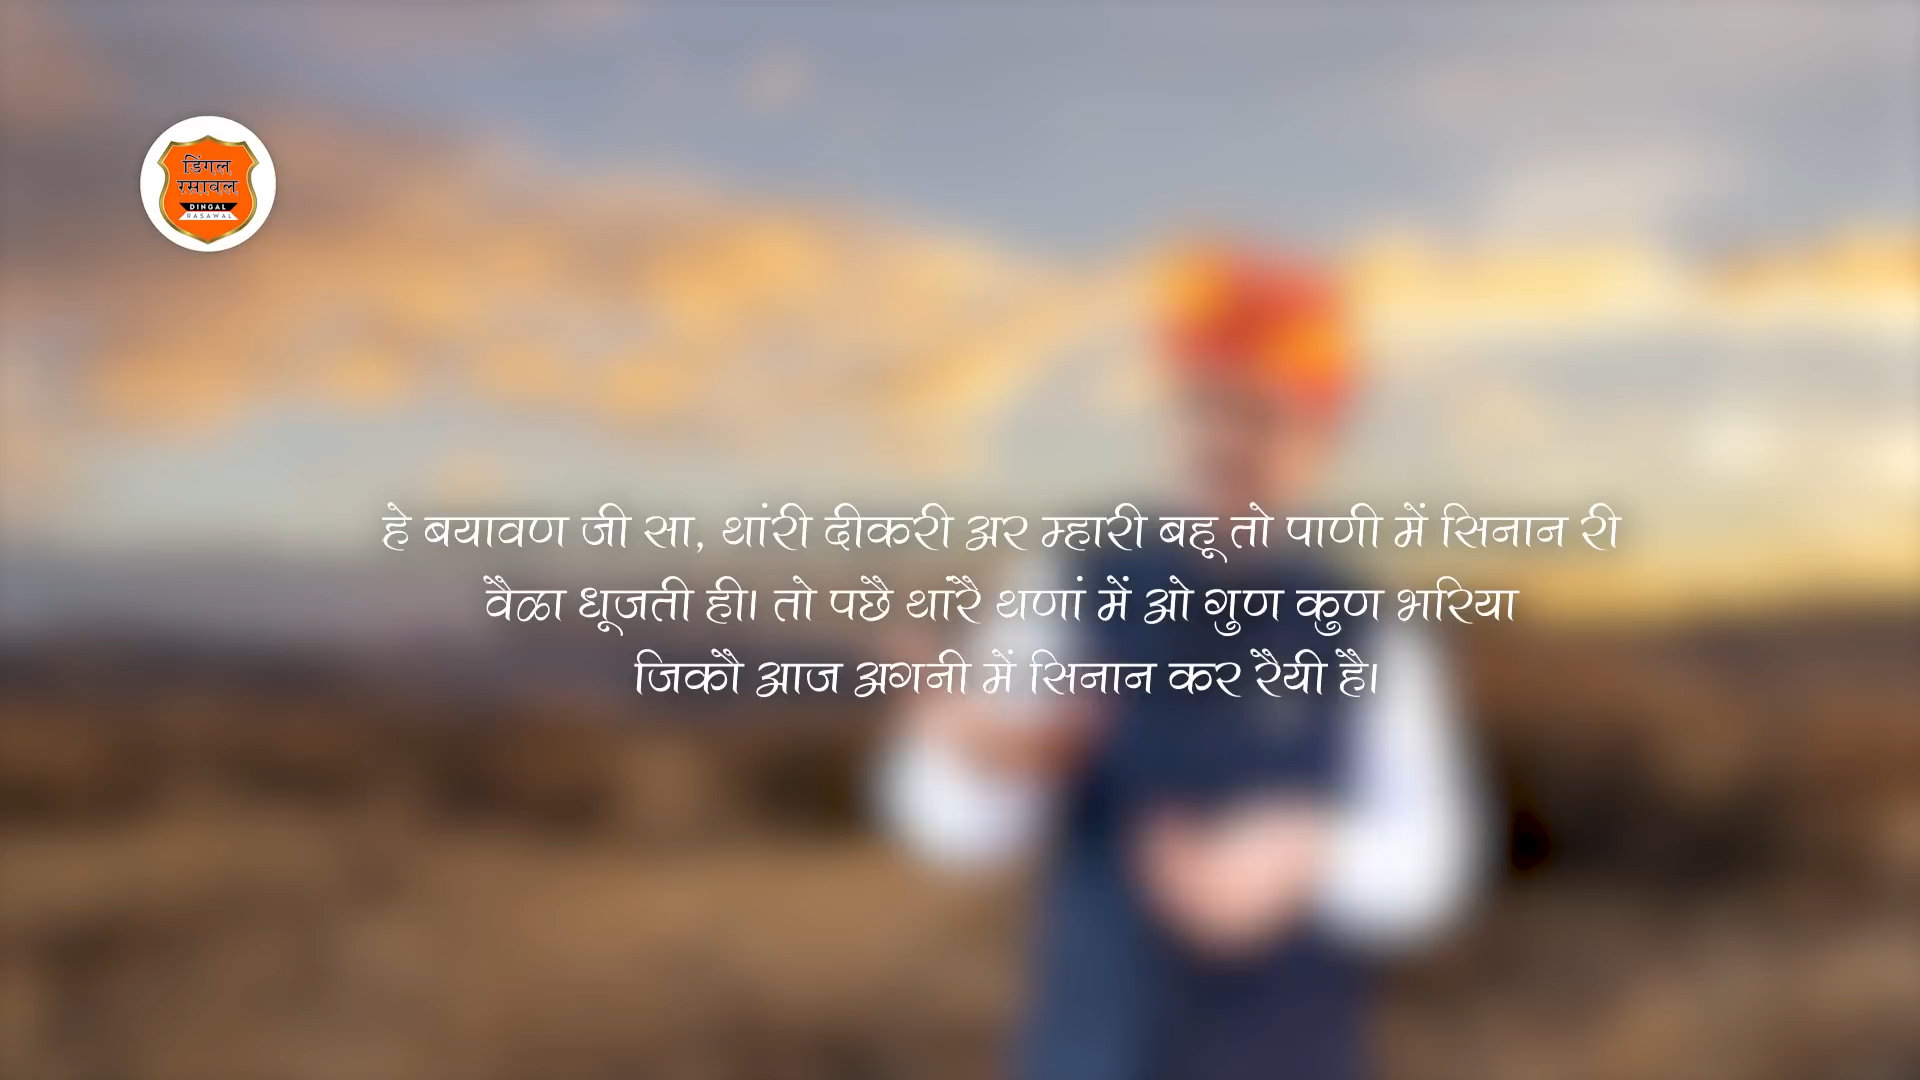 डिंगल
रसावल
DINGAL
RASAWAL
हे बयावण जी सा, थांरी दीकरी अर म्हारी बहू तो पाणी में सिनान री
वैळा धूजती ही। तो पछै थांरै थणां में ओ गुण कुण भरिया
जिकौ आज अगनी में सिनान कर रैयी है।